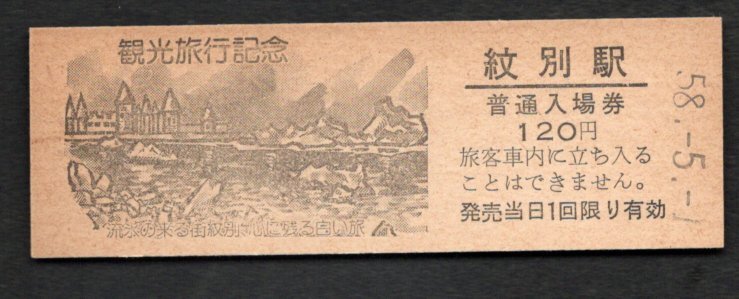 観光旅行記念
流氷の来る街紋別 心に残る白い旅
紋別駅
普通入場券
120円
旅客車内に立ち入る
ことはできません。
発売当日1回限り有効
58.-5.-1